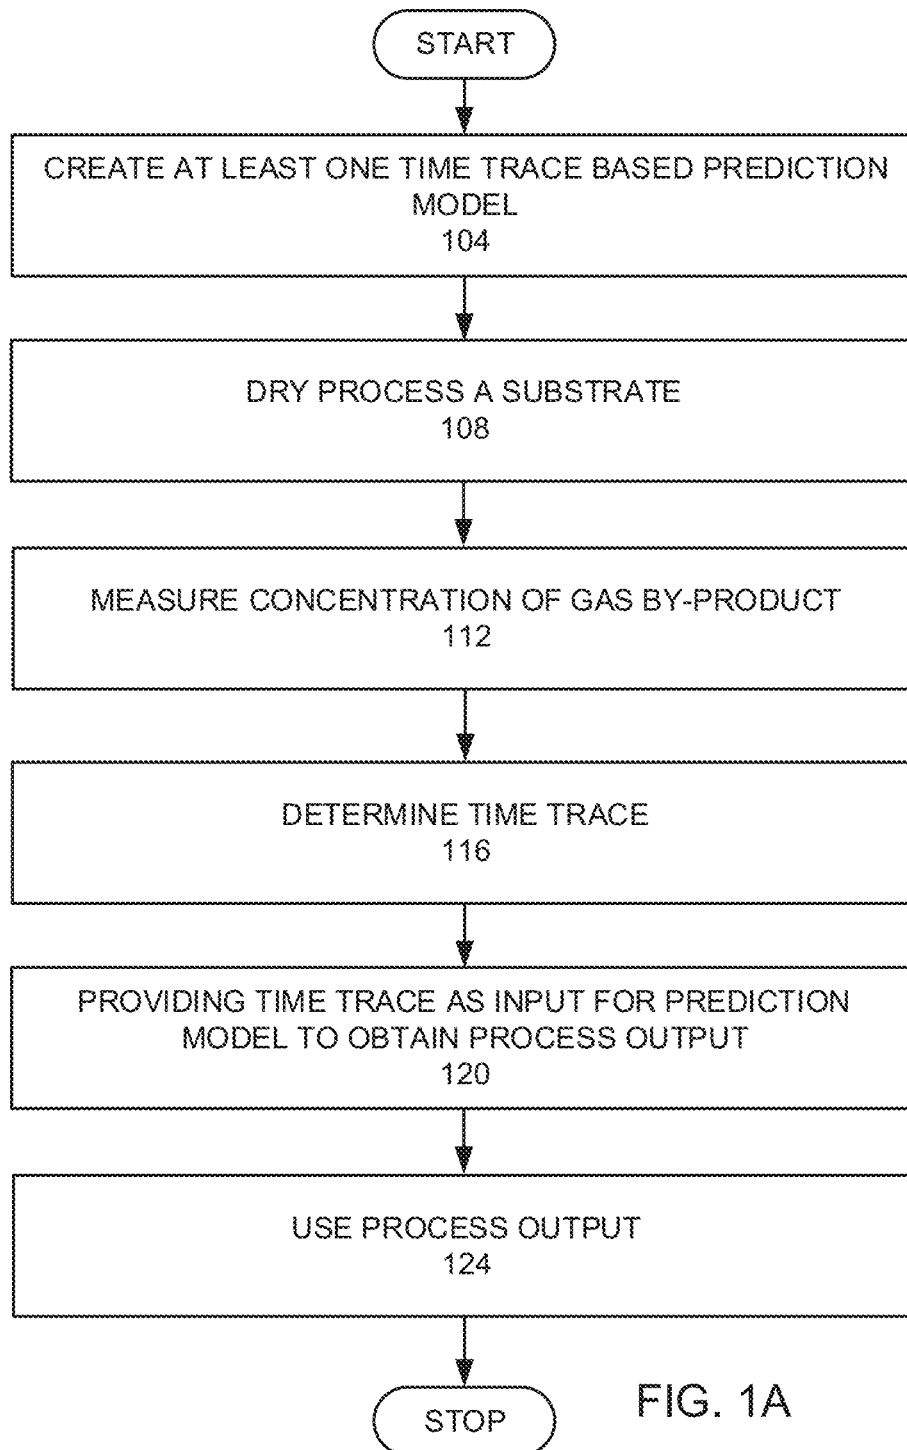 START
CREATE AT LEAST ONE TIME TRACE BASED PREDICTION
MODEL
104
DRY PROCESS A SUBSTRATE
108
MEASURE CONCENTRATION OF GAS BY-PRODUCT
112
DETERMINE TIME TRACE
116
PROVIDING TIME TRACE AS INPUT FOR PREDICTION
MODEL TO OBTAIN PROCESS OUTPUT
120
USE PROCESS OUTPUT
124
STOP
FIG. 1A